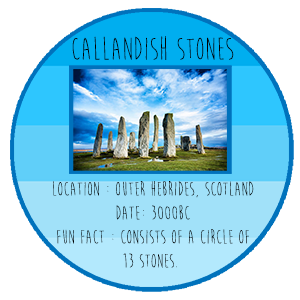 CALLANDISH STONES
LOCATION : OUTER HEBRIDES, SCOTLAND
DATE: 3000BC
FUN FACT : CONSISTS OF A CIRCLE OF
13 STONES.